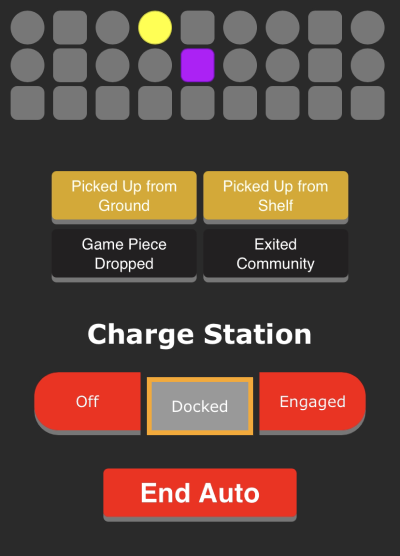 Picked Up from
Ground
Picked Up from
Shelf
Game Piece
Dropped
Exited
Community
Charge Station
Off
Docked
Engaged
End Auto